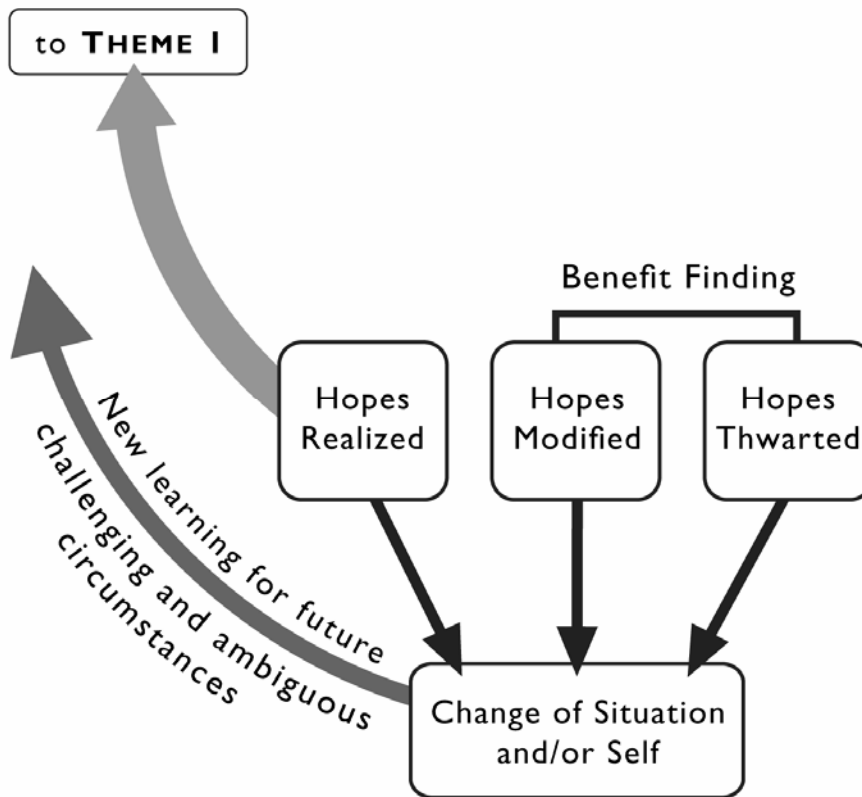 to THEME I
Benefit Finding
Hopes
Realized
Hopes
Modified
Hopes
Thwarted
New learning for future
challenging and ambiguous
circumstances
Change of Situation
and/or Self